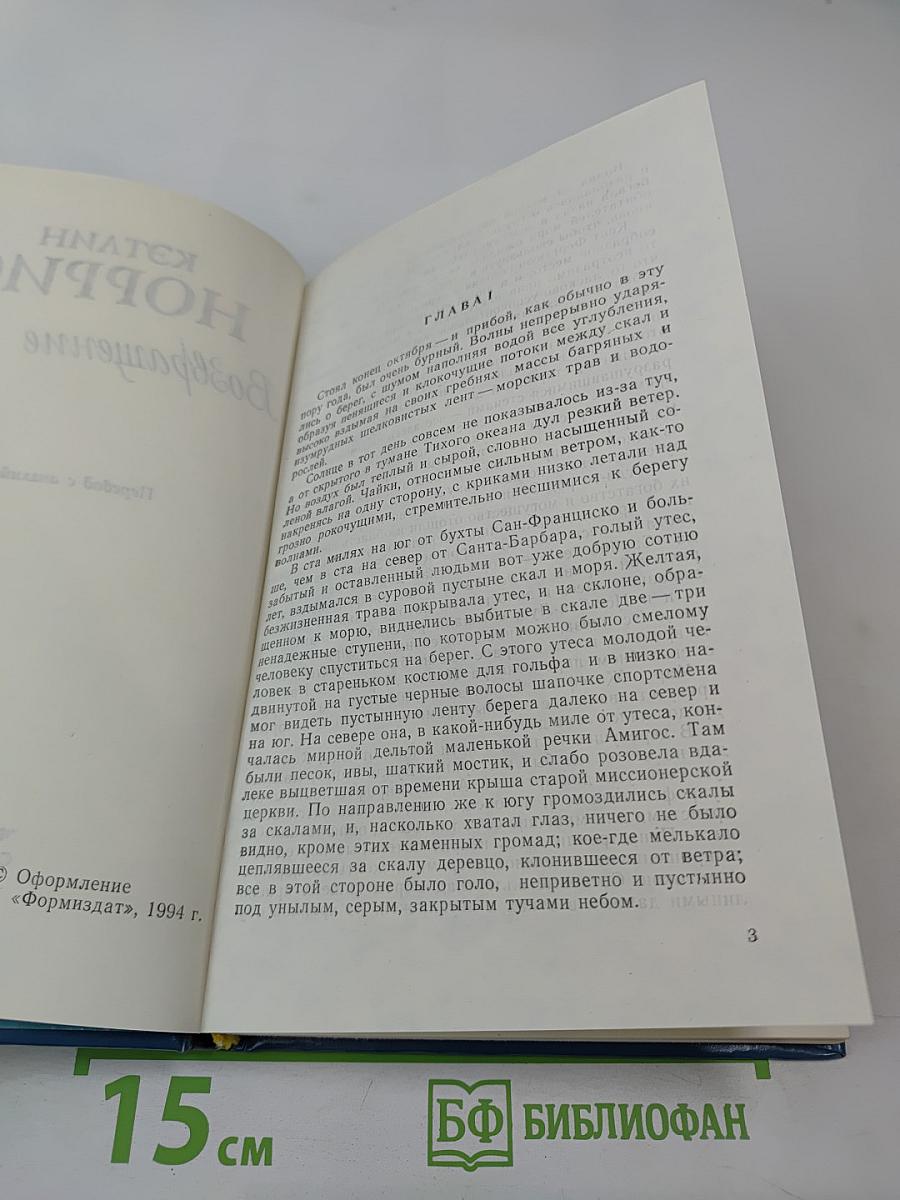 КЭТЛИН
НОРРИС
Возвращение
Перевод с
© Оформление
«Формиздат», 1994 г.
ГЛАВА I
Стоял конец октября — и прибой, как обычно в эту
пору года, был очень бурный. Волны непрерывно ударя-
лись о берег, с шумом наполняя водой все углубления,
образуя пенящиеся и клокочущие потоки между скал и
высоко вздымая на своих гребнях массы багряных и
изумрудных шелковистых лент — морских трав и водо-
рослей.
Солнце в тот день совсем не показывалось из-за туч,
а от скрытого в тумане Тихого океана дул резкий ветер.
Но воздух был теплый и сырой, словно насыщенный со-
леной влагой. Чайки, относимые сильным ветром, как-то
накренясь на одну сторону, с криками низко летали над
грозно рокочущими, стремительно несшимися к берегу
волнами.
В ста милях на юг от бухты Сан-Франциско и боль-
ше, чем в ста на север от Санта-Барбара, голый утес,
забытый и оставленный людьми вот уже добрую сотню
лет, вздымался в суровой пустыне скал и моря. Желтая,
безжизненная трава покрывала утес, и на склоне, обра-
щенном к морю, виднелись выбитые в скале две — три
ненадежные ступени, по которым можно было смелому
человеку спуститься на берег. С этого утеса молодой че-
ловек в стареньком костюме для гольфа и в низко на-
двинутой на густые черные волосы шапочке спортсмена
мог видеть пустынную ленту берега далеко на север и
на юг. На севере она, в какой-нибудь миле от утеса, кон-
чалась мирной дельтой маленькой речки Амигос. Там
были песок, ивы, шаткий мостик, и слабо розовела вда-
леке выцветшая от времени крыша старой миссионерской
церкви. По направлению же к югу громоздились скалы
за скалами, и, насколько хватал глаз, ничего не было
видно, кроме этих каменных громад; кое-где мелькало
цеплявшееся за скалу деревцо, клонившееся от ветра;
все в этой стороне было голо, неприветно и пустынно
под унылым, серым, закрытым тучами небом.
3
15 см
БФ БИБЛИОФАН